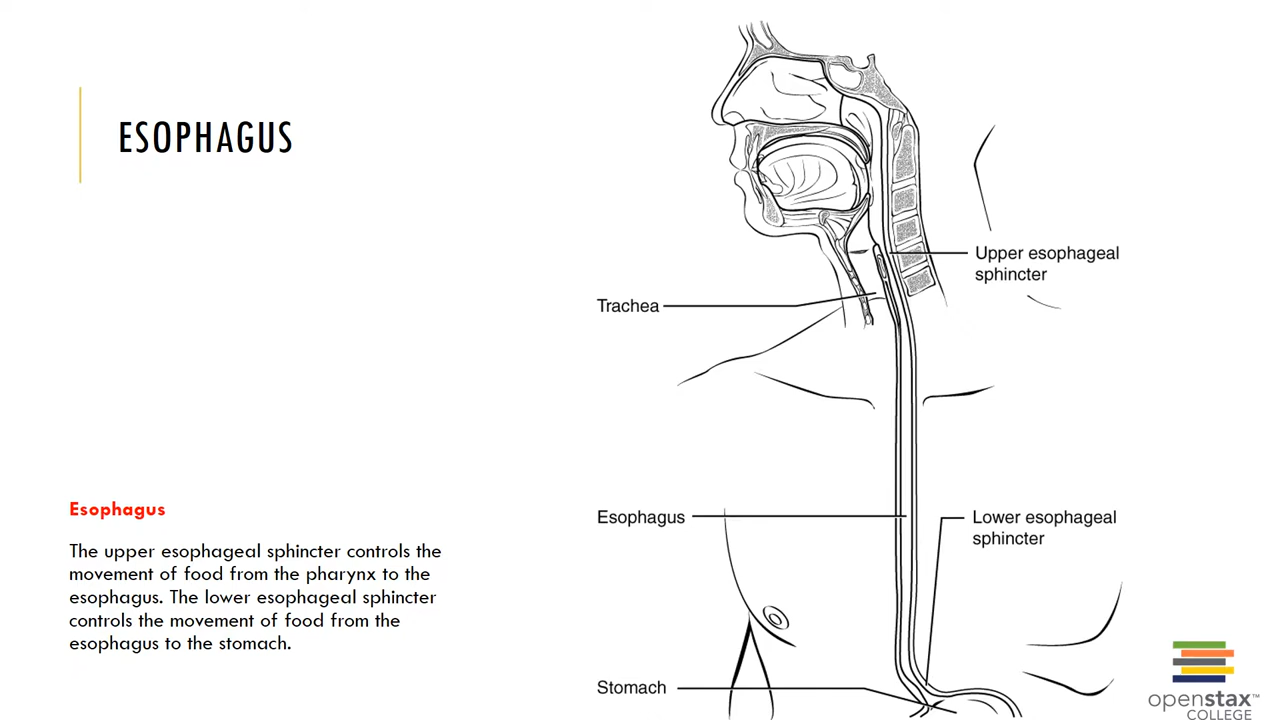 ESOPHAGUS
Upper esophageal
sphincter
Trachea
Esophagus
Lower esophageal
sphincter
Stomach
Esophagus
The upper esophageal sphincter controls the
movement of food from the pharynx to the
esophagus. The lower esophageal sphincter
controls the movement of food from the
esophagus to the stomach.
openstax™
COLLEGE